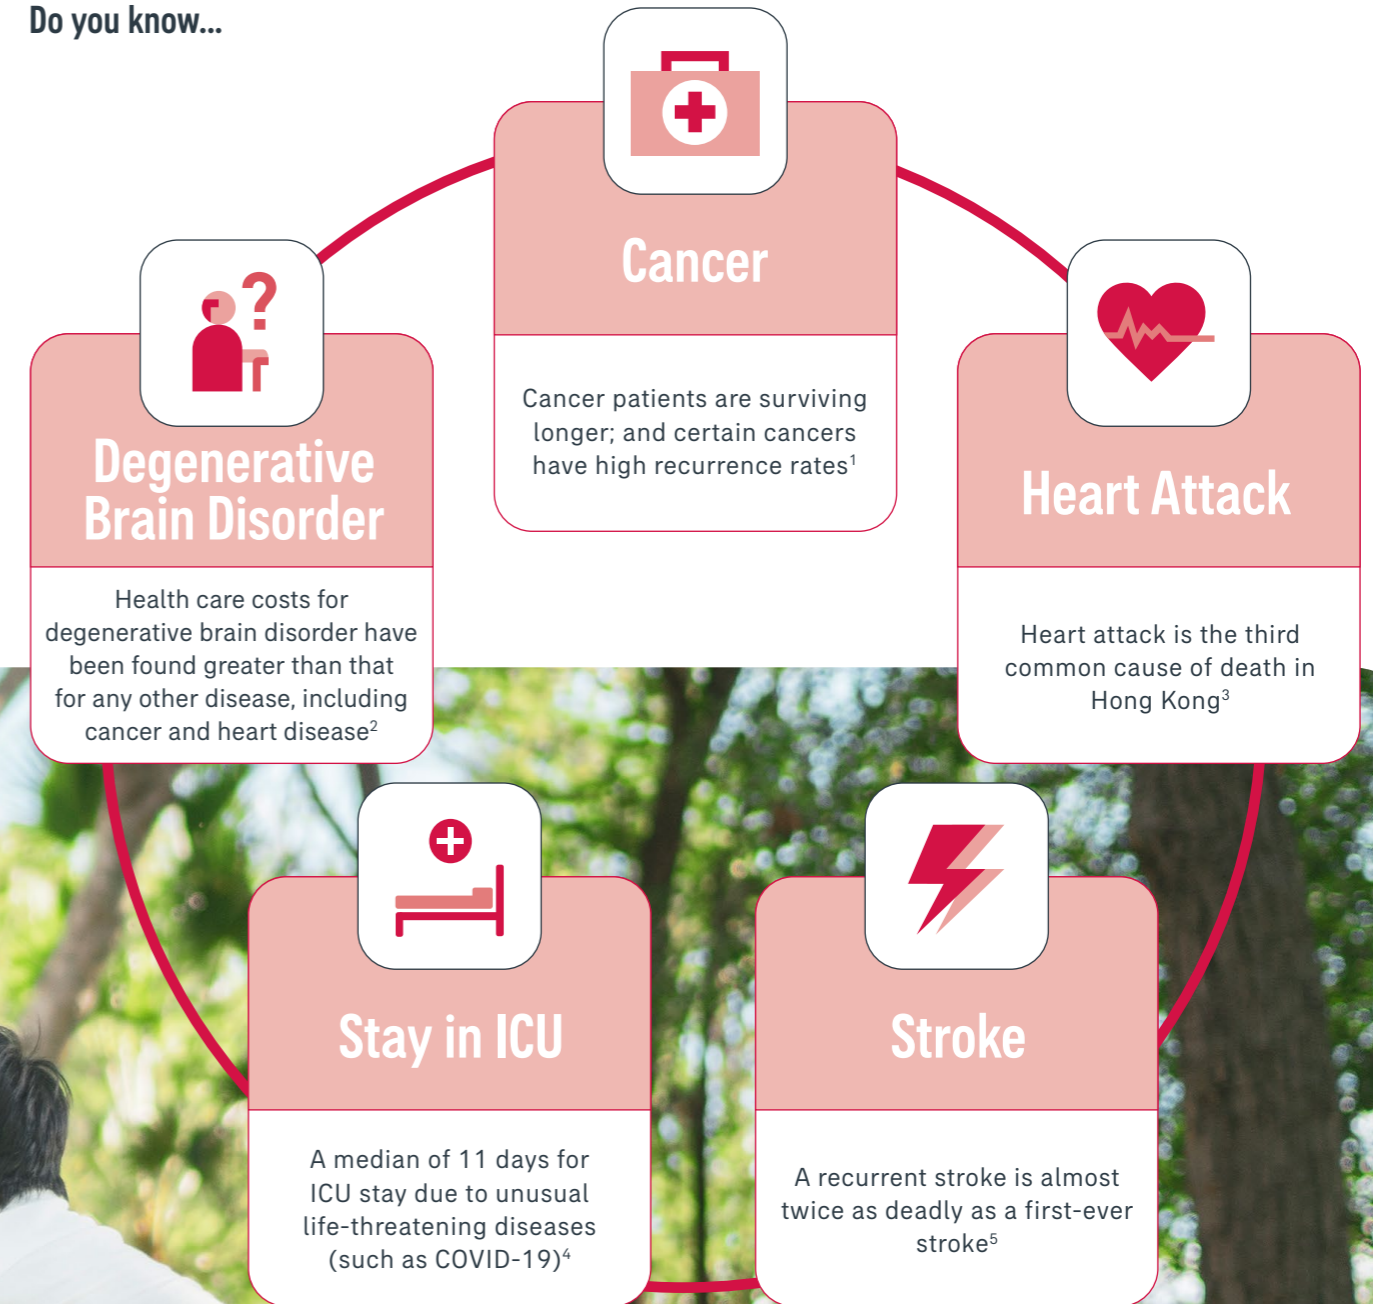 Do you know...
Cancer
Cancer patients are surviving
longer; and certain cancers
have high recurrence rates¹
Degenerative
Brain Disorder
Health care costs for
degenerative brain disorder have
been found greater than that
for any other disease, including
cancer and heart disease²
Heart Attack
Heart attack is the third
common cause of death in
Hong Kong³
Stay in ICU
A median of 11 days for
ICU stay due to unusual
life-threatening diseases
(such as COVID-19)⁴
Stroke
A recurrent stroke is almost
twice as deadly as a first-ever
stroke⁵